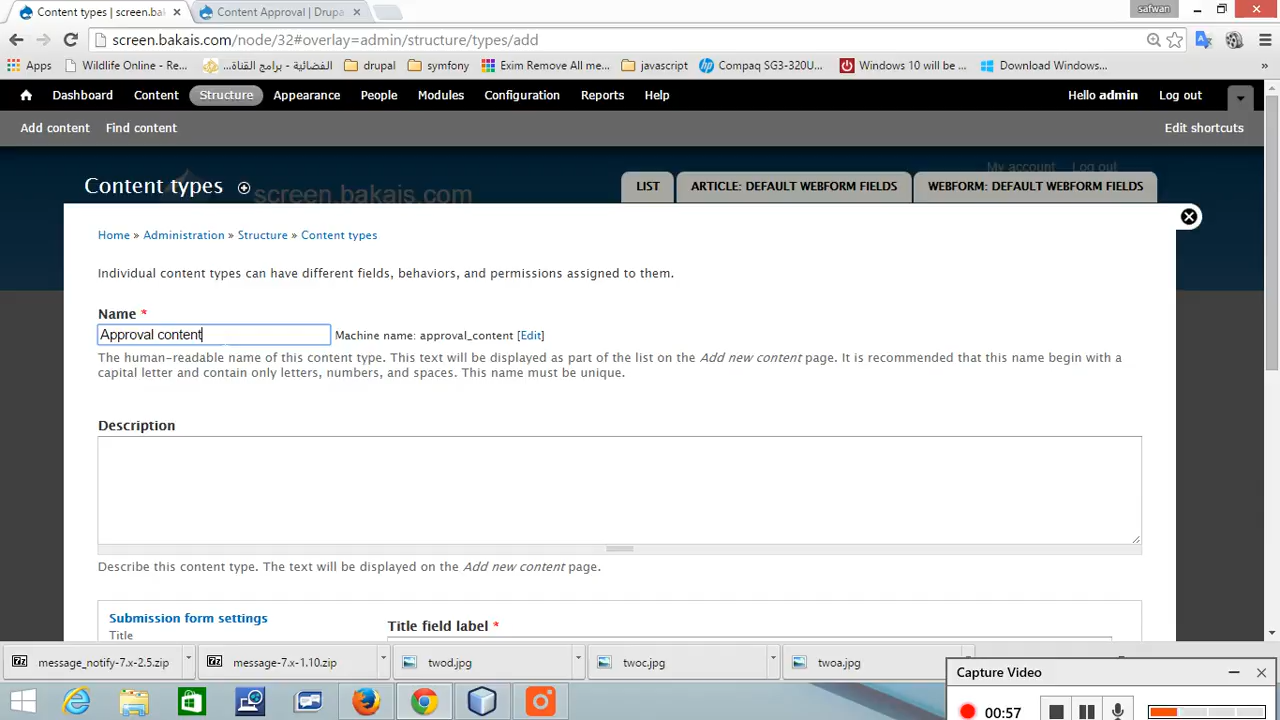 Content types | screen.ba
Content Approval | Drupa
safwan
screen.bakais.com/node/32#overlay=admin/structure/types/add
Apps
Wildlife Online - Re...
الفضائية - برامج القناة...
drupal
symfony
Exim Remove All me...
javascript
Compaq SG3-320U...
Windows 10 will be ...
Download Windows...
»
Dashboard Content Structure Appearance People Modules Configuration Reports Help
Hello admin Log out
Add content Find content
Edit shortcuts
My account Log out
Content types
screen.bakais.com
LIST
ARTICLE: DEFAULT WEBFORM FIELDS
WEBFORM: DEFAULT WEBFORM FIELDS
Home » Administration » Structure » Content types
Individual content types can have different fields, behaviors, and permissions assigned to them.
Name *
Approval content
Machine name: approval_content [Edit]
The human-readable name of this content type. This text will be displayed as part of the list on the Add new content page. It is recommended that this name begin with a
capital letter and contain only letters, numbers, and spaces. This name must be unique.
Description
Describe this content type. The text will be displayed on the Add new content page.
Submission form settings
Title
Title field label *
message_notify-7.x-2.5.zip
message-7.x-1.10.zip
twod.jpg
twoc.jpg
twoa.jpg
Capture Video
00:57